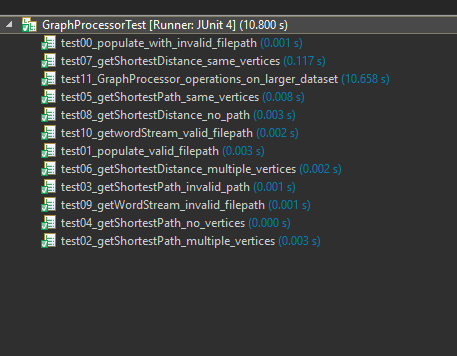 GraphProcessorTest [Runner: JUnit 4] (10.800 s)
test00_populate_with_invalid_filepath (0.001 s)
test07_getShortestDistance_same_vertices (0.117 s)
test11_GraphProcessor_operations_on_larger_dataset (10.658 s)
test05_getShortestPath_same_vertices (0.008 s)
test08_getShortestDistance_no_path (0.003 s)
test10_getwordStream_valid_filepath (0.002 s)
test01_populate_valid_filepath (0.003 s)
test06_getShortestDistance_multiple_vertices (0.002 s)
test03_getShortestPath_invalid_path (0.001 s)
test09_getWordStream_invalid_filepath (0.001 s)
test04_getShortestPath_no_vertices (0.000 s)
test02_getShortestPath_multiple_vertices (0.003 s)